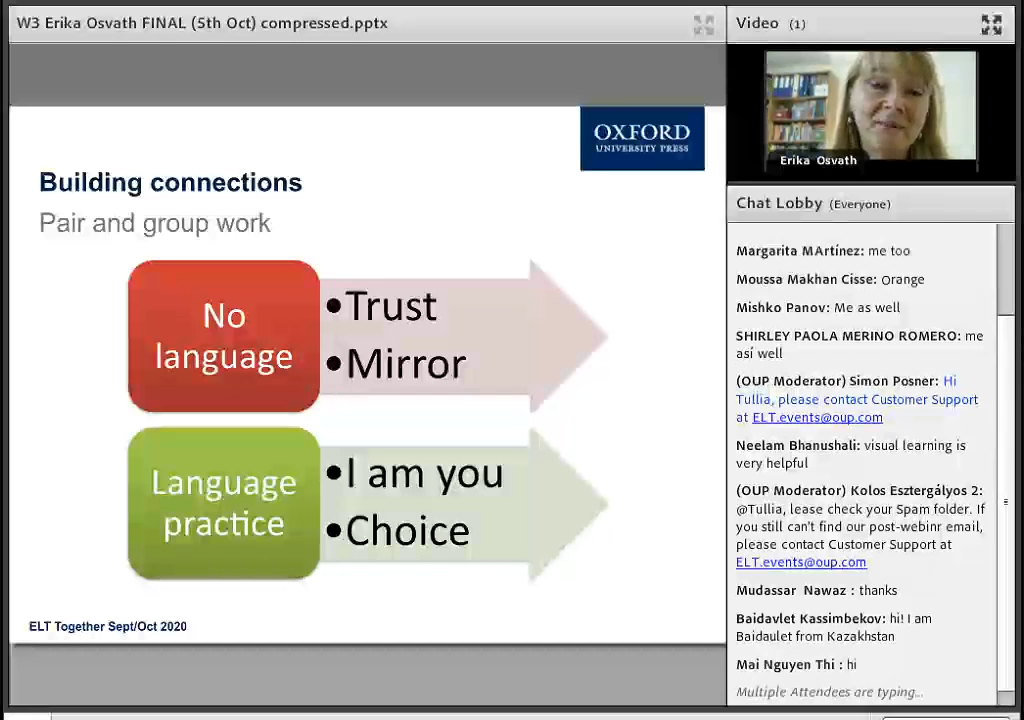 W3 Erika Osvath FINAL (5th Oct) compressed.pptx
OXFORD
UNIVERSITY PRESS
Building connections
Pair and group work
No
language
•Trust
•Mirror
Language
practice
•I am you
•Choice
ELT Together Sept/Oct 2020
Video (1)
Erika Osvath
Chat Lobby (Everyone)
Margarita MArtínez: me too
Moussa Makhan Cisse: Orange
Mishko Panov: Me as well
SHIRLEY PAOLA MERINO ROMERO: me
así well
(OUP Moderator) Simon Posner: Hi
Tullia, please contact Customer Support
at ELT.events@oup.com
Neelam Bhanushali: visual learning is
very helpful
(OUP Moderator) Kolos Esztergályos 2:
@Tullia, lease check your Spam folder. If
you still can't find our post-webinr email,
please contact Customer Support at
ELT.events@oup.com
Mudassar Nawaz : thanks
Baidavlet Kassimbekov: hi! I am
Baidaulet from Kazakhstan
Mai Nguyen Thi : hi
Multiple Attendees are typing...